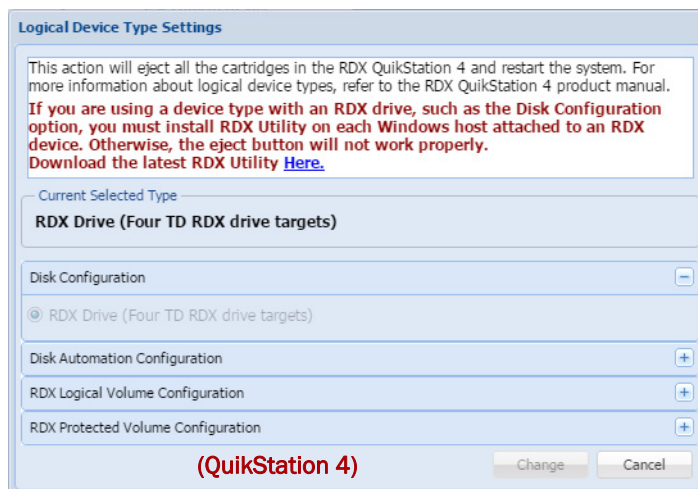 Logical Device Type Settings
This action will eject all the cartridges in the RDX QuikStation 4 and restart the system. For
more information about logical device types, refer to the RDX QuikStation 4 product manual.
If you are using a device type with an RDX drive, such as the Disk Configuration
option, you must install RDX Utility on each Windows host attached to an RDX
device. Otherwise, the eject button will not work properly.
Download the latest RDX Utility Here.
Current Selected Type
RDX Drive (Four TD RDX drive targets)
Disk Configuration
RDX Drive (Four TD RDX drive targets)
Disk Automation Configuration
RDX Logical Volume Configuration
RDX Protected Volume Configuration
(QuikStation 4)
Change Cancel